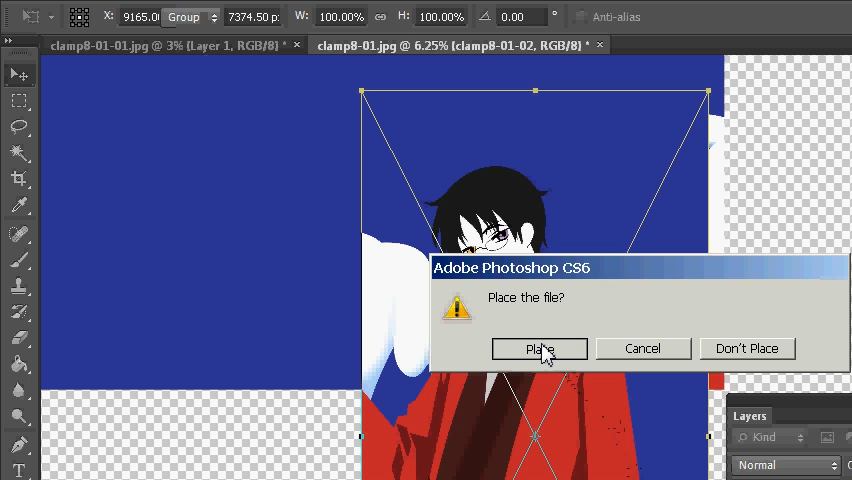 X: 9165.00 Group 7374.50 p: W: 100.00% H: 100.00% 0.00 ° Anti-alias
clamp8-01-01.jpg @ 3% (Layer 1, RGB/8) * × clamp8-01.jpg @ 6.25% (clamp8-01-02, RGB/8) * ×
Adobe Photoshop CS6
Place the file?
Place Cancel Don't Place
Layers
Kind
Normal
T